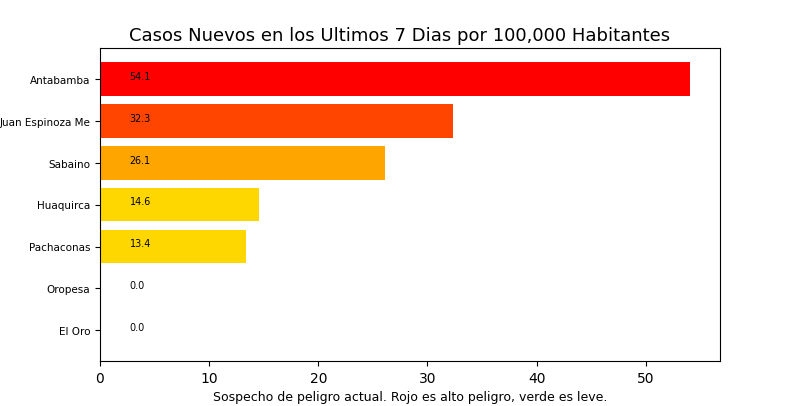 Casos Nuevos en los Ultimos 7 Dias por 100,000 Habitantes
Antabamba 54.1
Juan Espinoza Me 32.3
Sabaino 26.1
Huaquirca 14.6
Pachaconas 13.4
Oropesa 0.0
El Oro 0.0
0 10 20 30 40 50
Sospecho de peligro actual. Rojo es alto peligro, verde es leve.